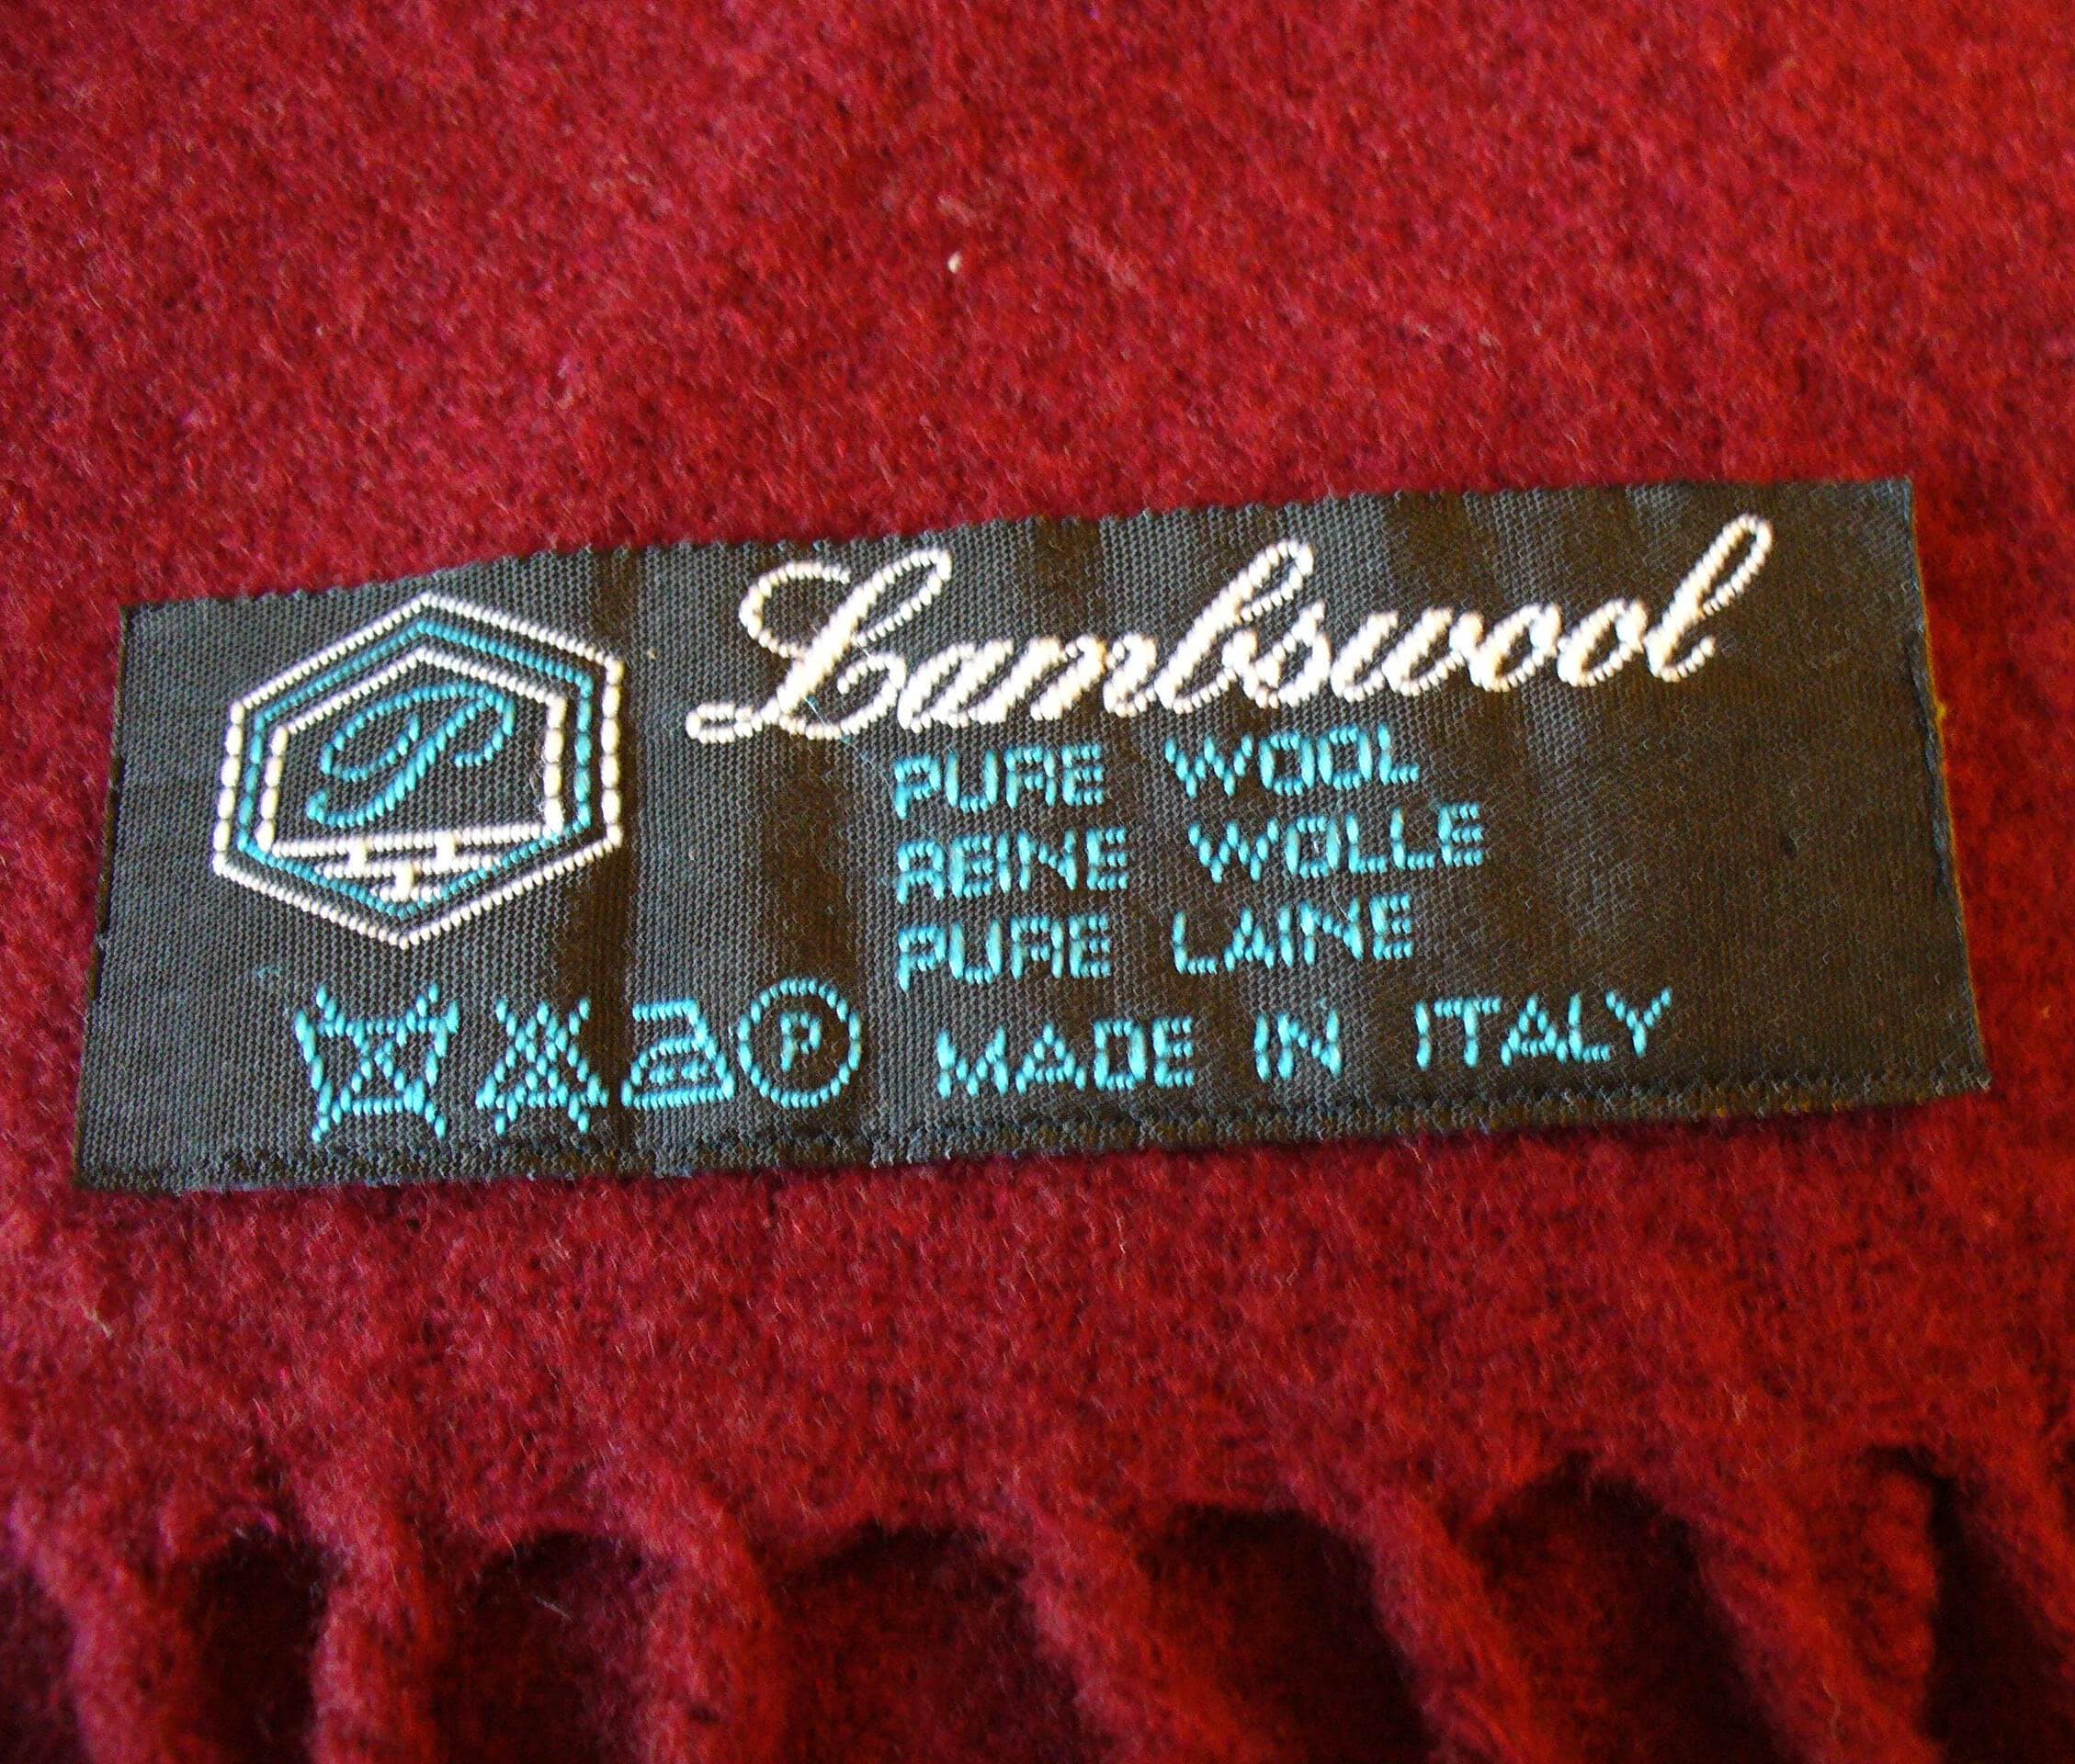 Lambswool
P
PURE WOOL
REINE WOLLE
PURE LAINE
P MADE IN ITALY